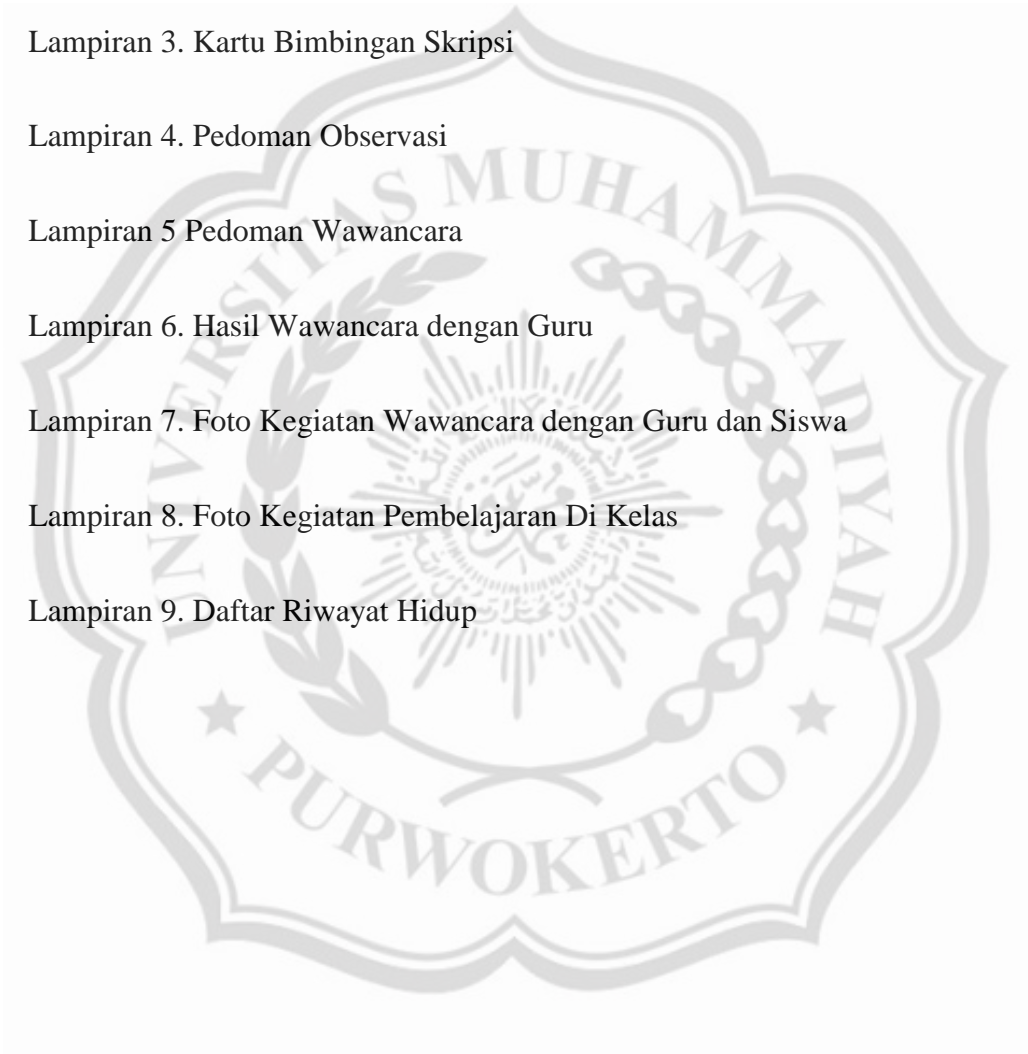 Lampiran 3. Kartu Bimbingan Skripsi
Lampiran 4. Pedoman Observasi
Lampiran 5 Pedoman Wawancara
Lampiran 6. Hasil Wawancara dengan Guru
Lampiran 7. Foto Kegiatan Wawancara dengan Guru dan Siswa
Lampiran 8. Foto Kegiatan Pembelajaran Di Kelas
Lampiran 9. Daftar Riwayat Hidup
UNIVERSITAS MUHAMMADIYAH
PURWOKERTO